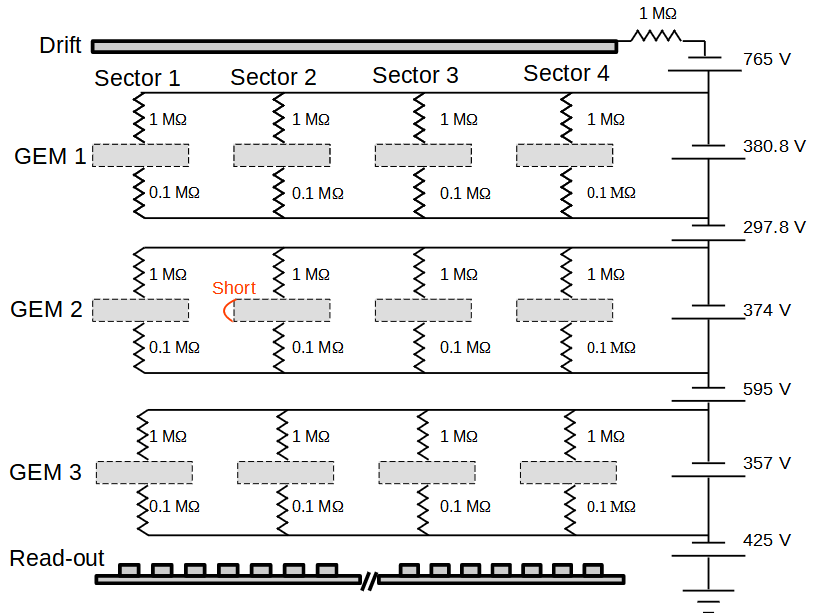 1 MΩ
Drift
765 V
Sector 1 Sector 2 Sector 3 Sector 4
1 MΩ 1 MΩ 1 MΩ 1 MΩ
380.8 V
GEM 1
0.1 MΩ 0.1 MΩ 0.1 MΩ 0.1 MΩ
297.8 V
1 MΩ 1 MΩ 1 MΩ 1 MΩ
Short
GEM 2
374 V
0.1 MΩ 0.1 MΩ 0.1 MΩ 0.1 MΩ
595 V
1 MΩ 1 MΩ 1 MΩ 1 MΩ
GEM 3
357 V
0.1 MΩ 0.1 MΩ 0.1 MΩ 0.1 MΩ
425 V
Read-out